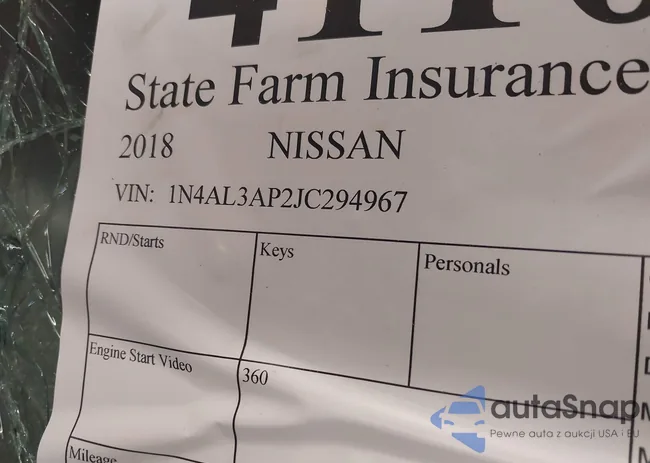 State Farm Insurance
2018 NISSAN
VIN: 1N4AL3AP2JC294967
RND/Starts Keys Personals
Engine Start Video 360
Mileage
autaSnap
Pewne auta z aukcji USA i EU